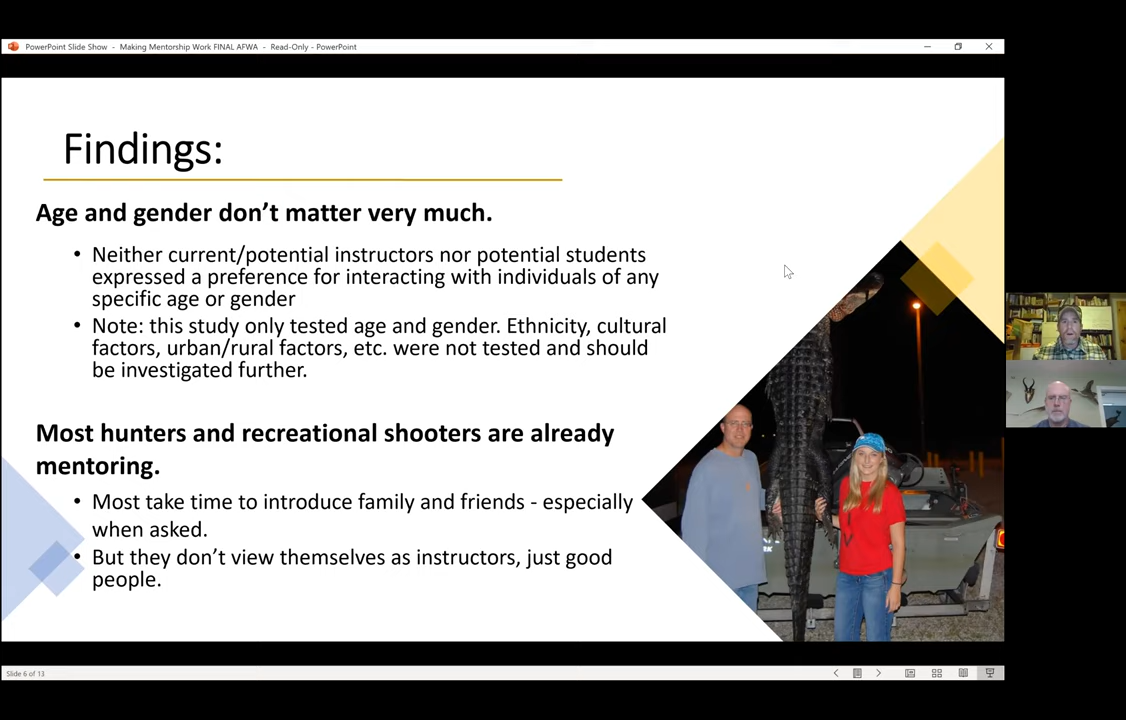 PowerPoint Slide Show - Making Mentorship Work FINAL AFWA - Read-Only - PowerPoint
Findings:
Age and gender don't matter very much.
• Neither current/potential instructors nor potential students
expressed a preference for interacting with individuals of any
specific age or gender
• Note: this study only tested age and gender. Ethnicity, cultural
factors, urban/rural factors, etc. were not tested and should
be investigated further.
Most hunters and recreational shooters are already
mentoring.
• Most take time to introduce family and friends - especially
when asked.
• But they don't view themselves as instructors, just good
people.
Slide 6 of 13